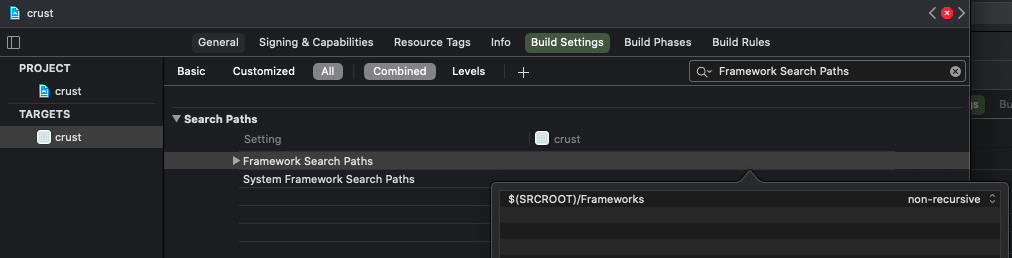 crust
General Signing & Capabilities Resource Tags Info Build Settings Build Phases Build Rules
PROJECT
Basic Customized All Combined Levels + Framework Search Paths
crust
TARGETS
crust
Search Paths
Setting crust
Framework Search Paths
System Framework Search Paths
$(SRCROOT)/Frameworks non-recursive